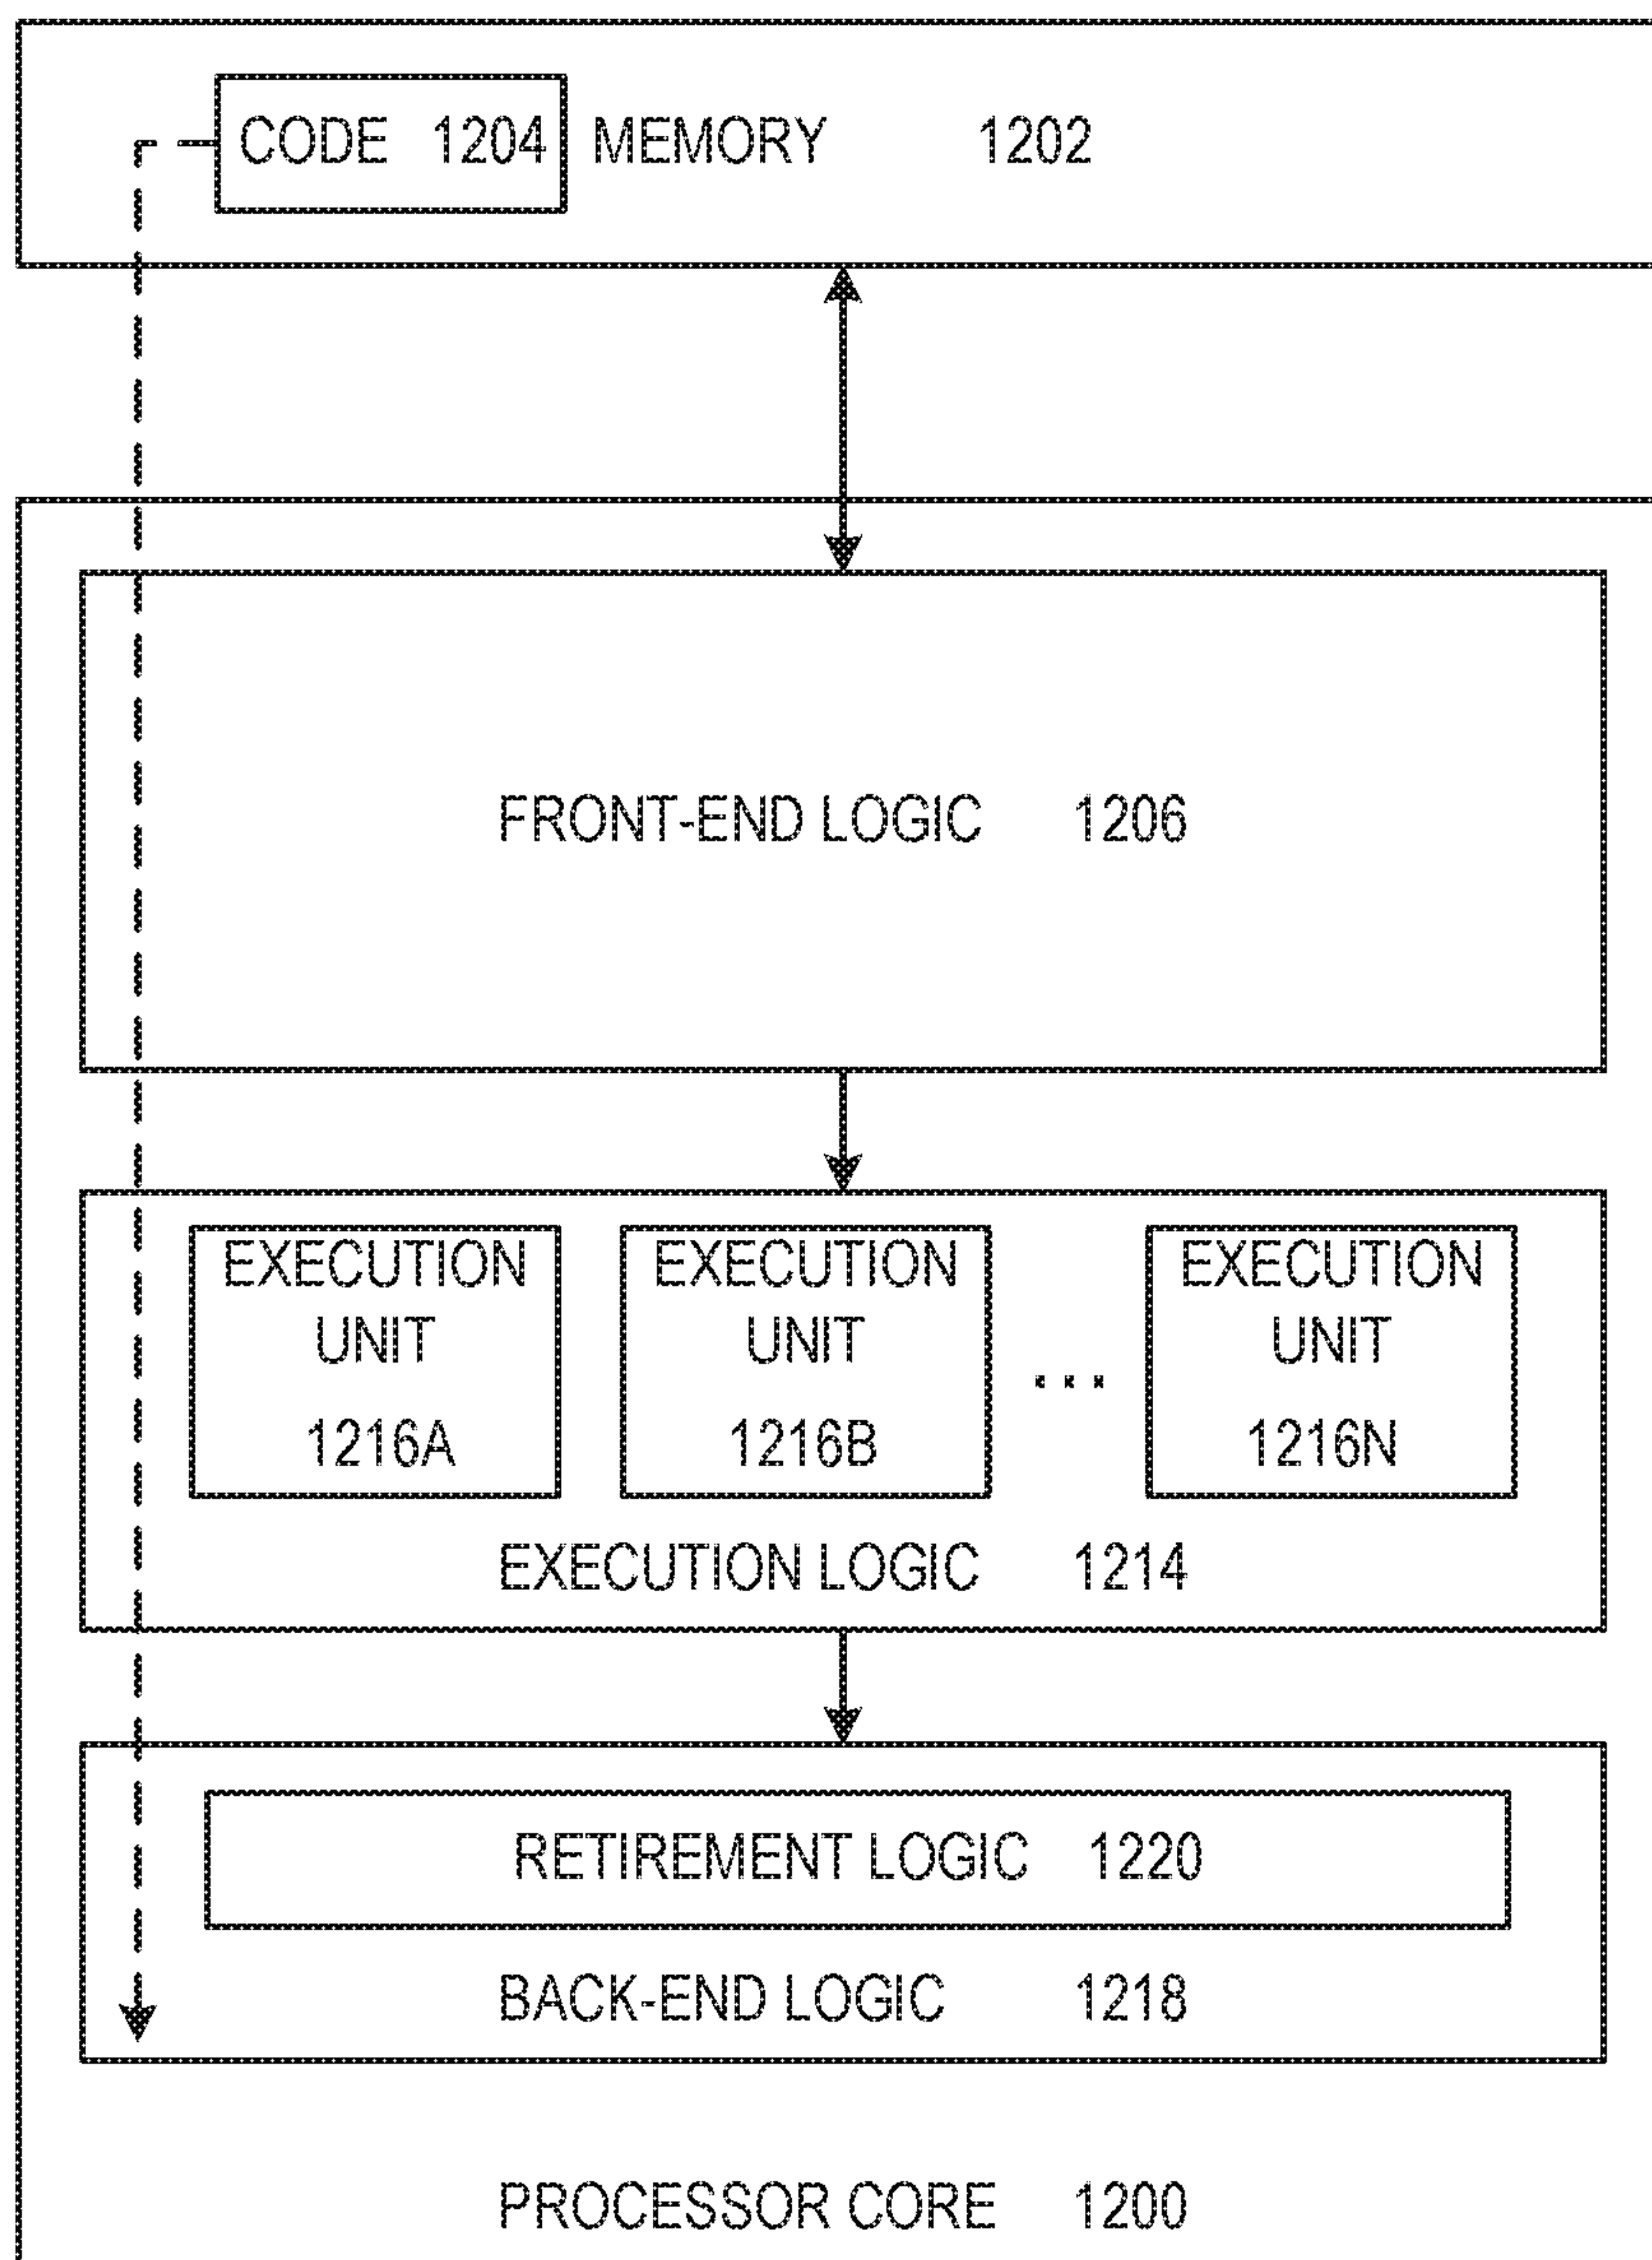 CODE 1204 MEMORY 1202
FRONT-END LOGIC 1206
EXECUTION UNIT 1216A
EXECUTION UNIT 1216B
...
EXECUTION UNIT 1216N
EXECUTION LOGIC 1214
RETIREMENT LOGIC 1220
BACK-END LOGIC 1218
PROCESSOR CORE 1200